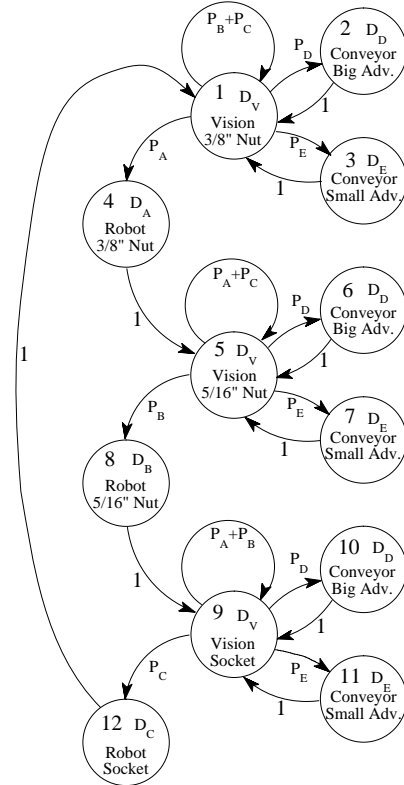 P_B+P_C
2 D_D
Conveyor
Big Adv.
P_D
1
1 D_V
Vision
3/8" Nut
P_E
1
3 D_E
Conveyor
Small Adv.
P_A
4 D_A
Robot
3/8" Nut
1
P_A+P_C
6 D_D
Conveyor
Big Adv.
P_D
1
5 D_V
Vision
5/16" Nut
P_E
1
7 D_E
Conveyor
Small Adv.
1
P_B
8 D_B
Robot
5/16" Nut
1
P_A+P_B
10 D_D
Conveyor
Big Adv.
P_D
1
9 D_V
Vision
Socket
P_E
1
11 D_E
Conveyor
Small Adv.
P_C
12 D_C
Robot
Socket